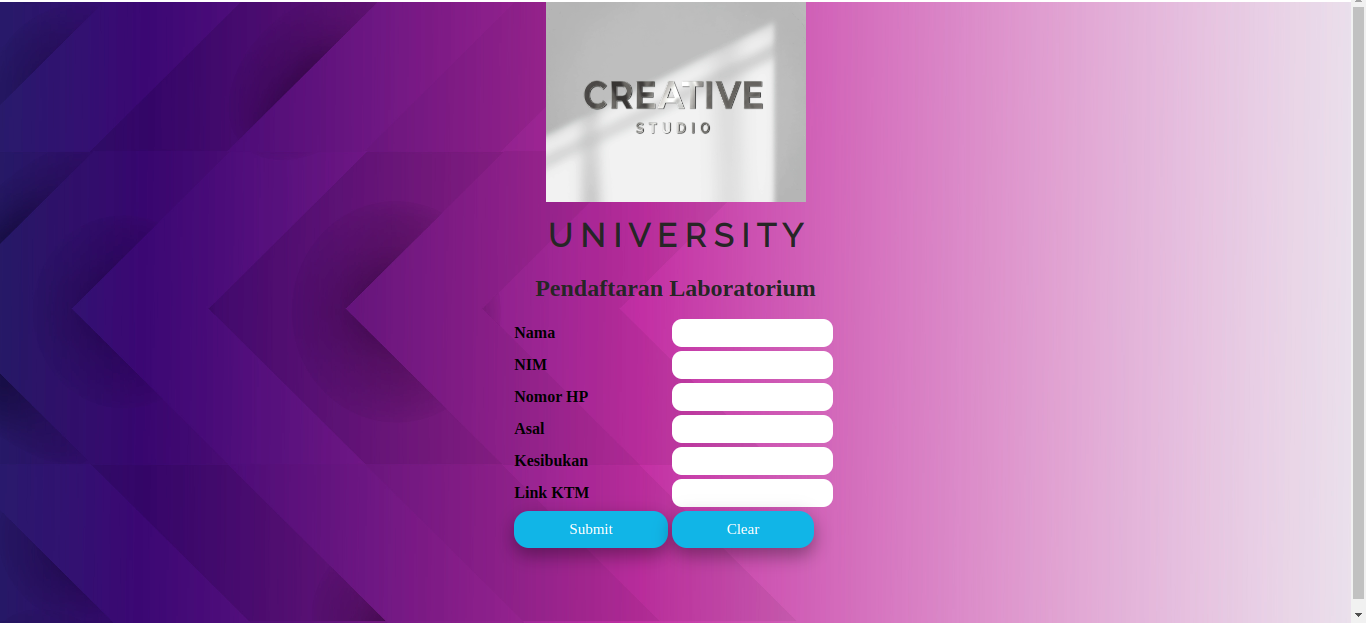 CREATIVE
STUDIO
UNIVERSITY
Pendaftaran Laboratorium
Nama
NIM
Nomor HP
Asal
Kesibukan
Link KTM
Submit Clear